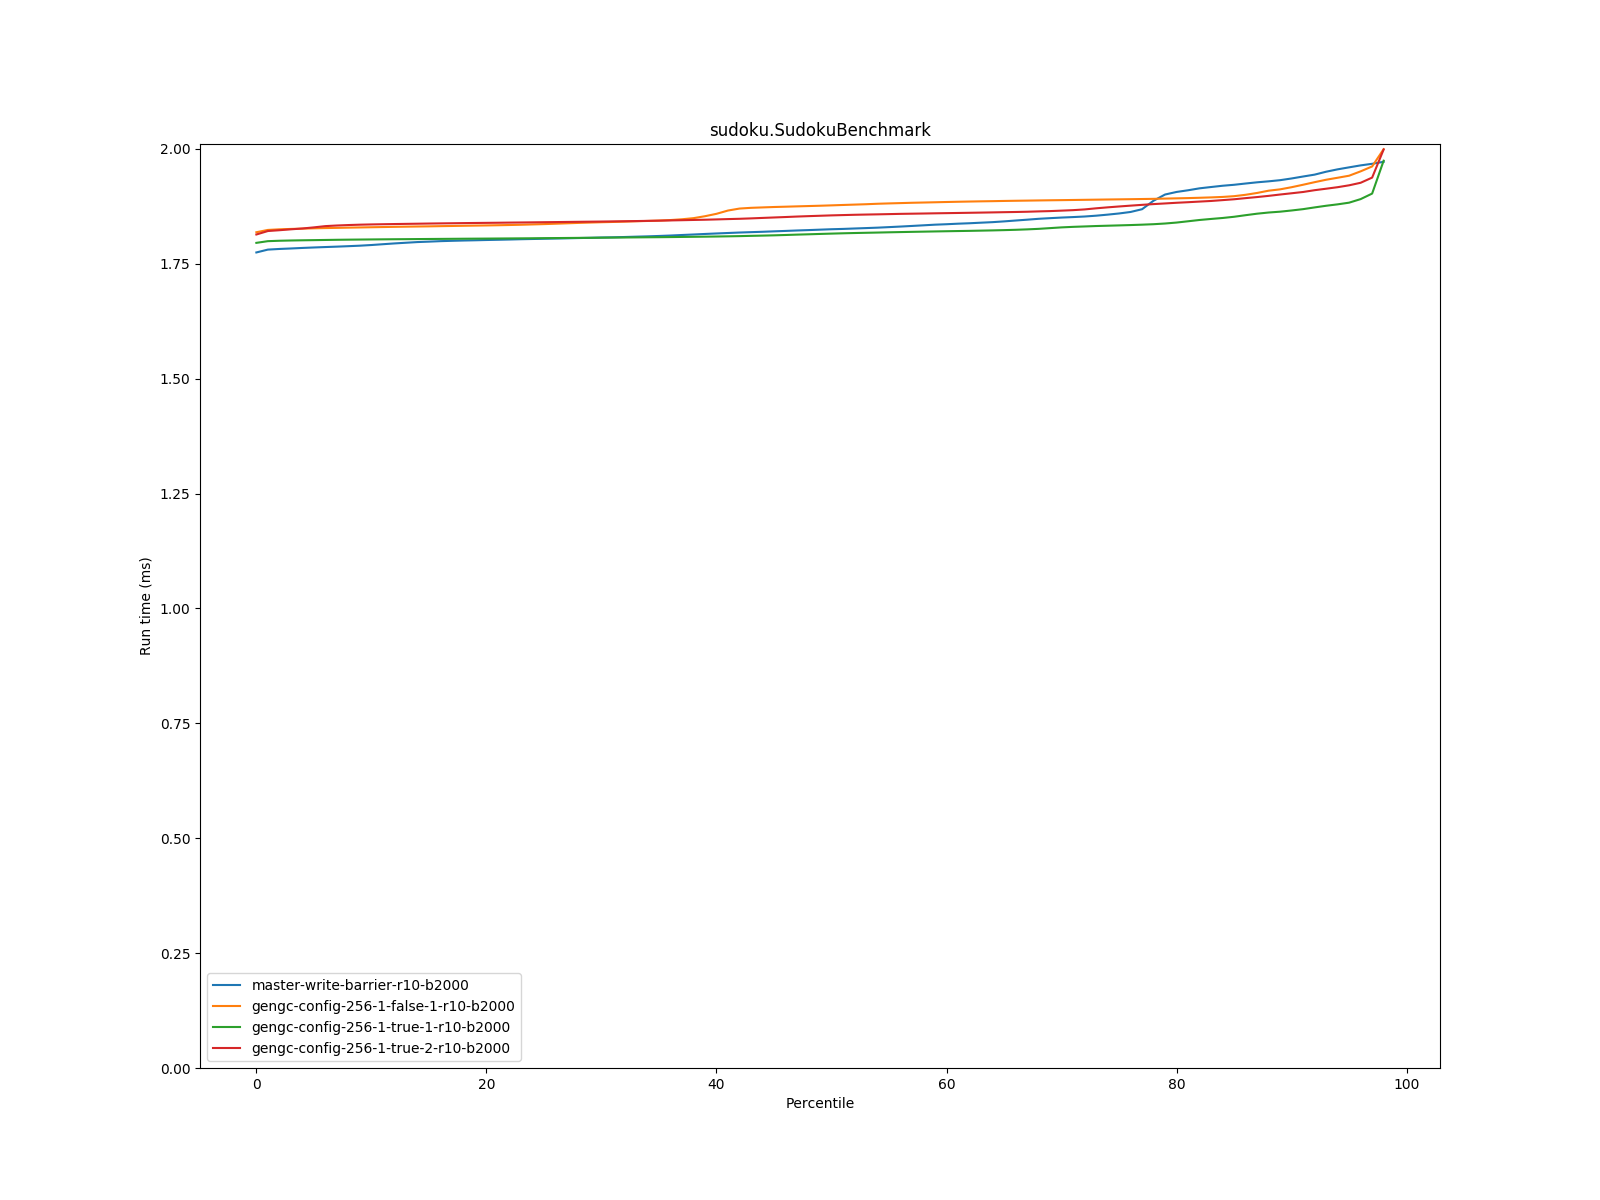 sudoku.SudokuBenchmark
2.00
1.75
1.50
1.25
1.00
0.75
0.50
0.25
0.00
Run time (ms)
master-write-barrier-r10-b2000
gengc-config-256-1-false-1-r10-b2000
gengc-config-256-1-true-1-r10-b2000
gengc-config-256-1-true-2-r10-b2000
0 20 40 60 80 100
Percentile